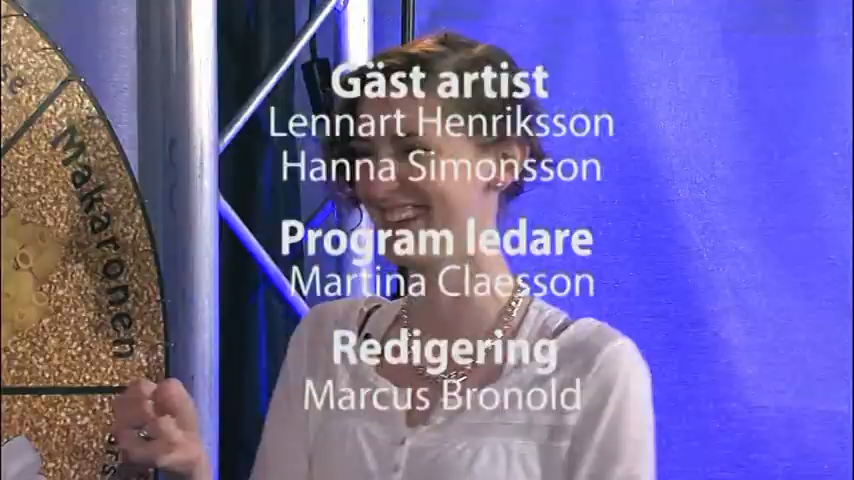 Gäst artist
Lennart Henriksson
Hanna Simonsson
Program ledare
Martina Claesson
Redigering
Marcus Bronold
Makaronen